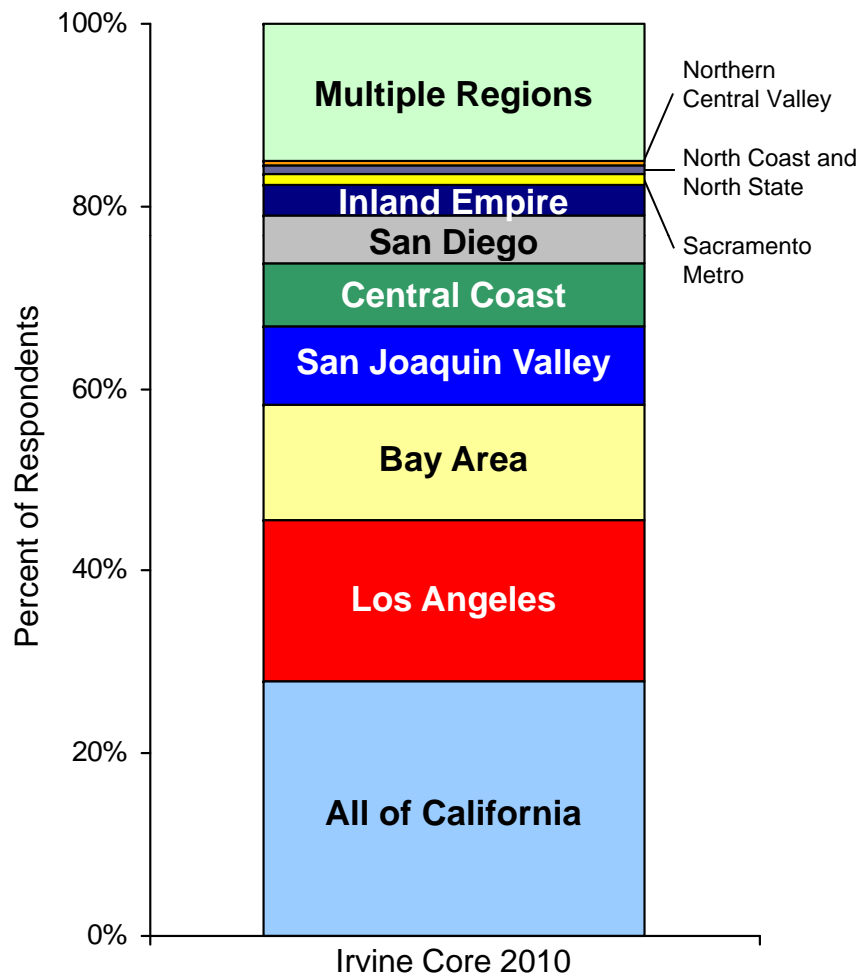 100%
Northern
Central Valley
Multiple Regions
North Coast and
North State
80%
Inland Empire
San Diego
Sacramento
Metro
Central Coast
San Joaquin Valley
60%
Bay Area
Percent of Respondents
40%
Los Angeles
20%
All of California
0%
Irvine Core 2010